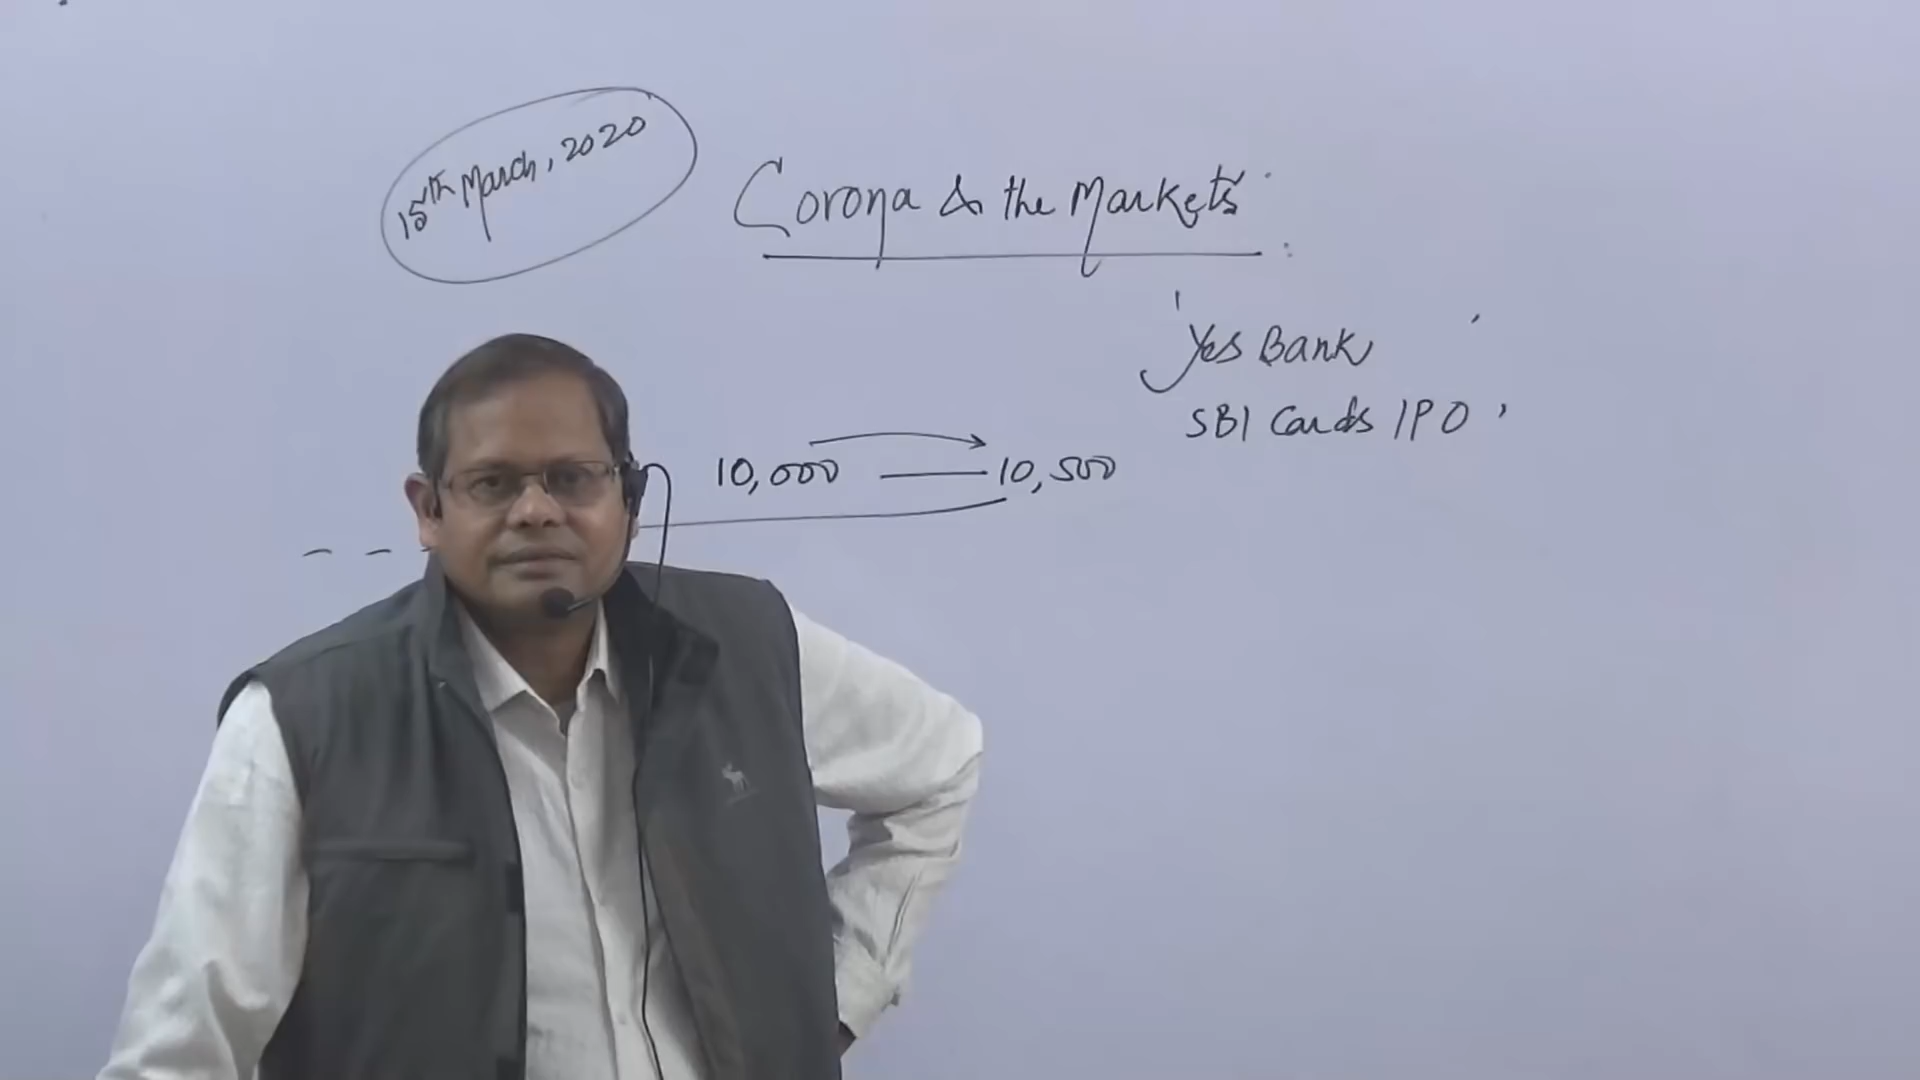 15th March, 2020
Corona & the Markets
Yes Bank
SBI Cards IPO
10,000 — 10,500